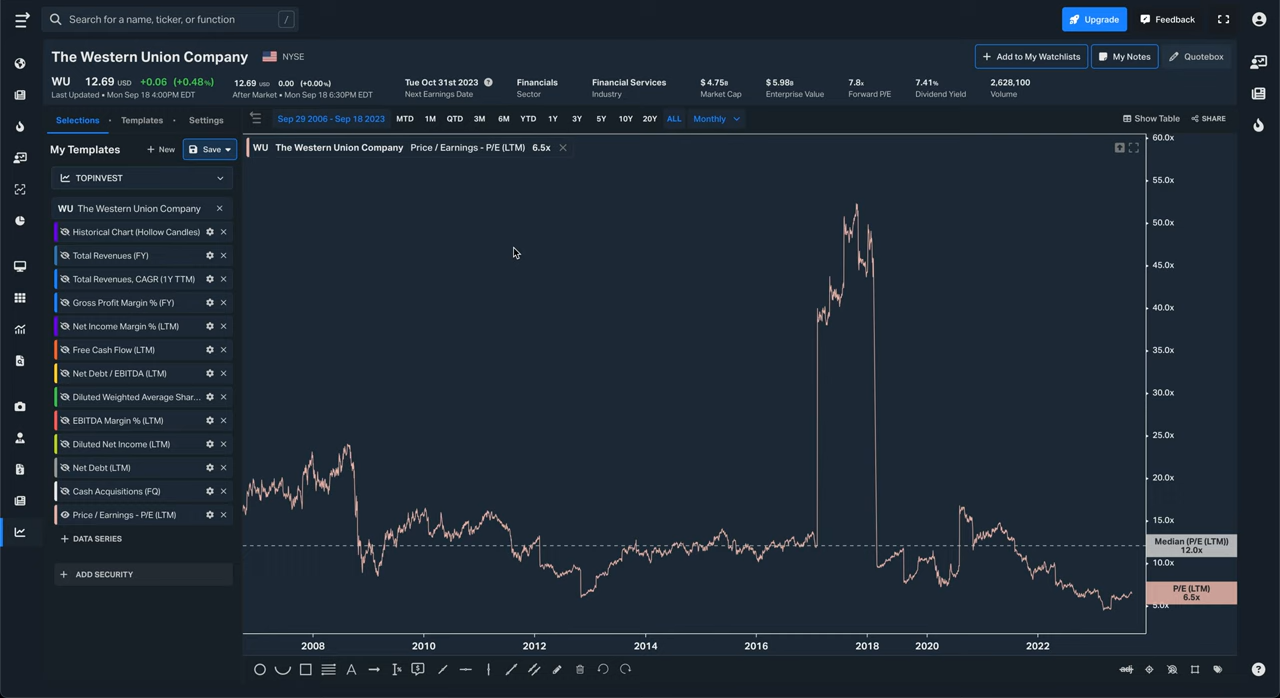 Search for a name, ticker, or function /
Upgrade
Feedback
The Western Union Company NYSE
Add to My Watchlists
My Notes
Quotebox
WU 12.69 USD +0.06 (+0.48%)
Last Updated • Mon Sep 18 4:00PM EDT
12.69 USD 0.00 (+0.00%)
After Market • Mon Sep 18 6:30PM EDT
Tue Oct 31st 2023 ?
Next Earnings Date
Financials
Sector
Financial Services
Industry
$ 4.75B
Market Cap
$ 5.98B
Enterprise Value
7.8x
Forward P/E
7.41%
Dividend Yield
2,628,100
Volume
Selections • Templates • Settings
Sep 29 2006 - Sep 18 2023 MTD 1M QTD 3M 6M YTD 1Y 3Y 5Y 10Y 20Y ALL Monthly
Show Table SHARE
My Templates + New Save
TOPINVEST
WU The Western Union Company
Historical Chart (Hollow Candles)
Total Revenues (FY)
Total Revenues, CAGR (1Y TTM)
Gross Profit Margin % (FY)
Net Income Margin % (LTM)
Free Cash Flow (LTM)
Net Debt / EBITDA (LTM)
Diluted Weighted Average Shar...
EBITDA Margin % (LTM)
Diluted Net Income (LTM)
Net Debt (LTM)
Cash Acquisitions (FQ)
Price / Earnings - P/E (LTM)
+ DATA SERIES
+ ADD SECURITY
WU The Western Union Company Price / Earnings - P/E (LTM) 6.5x
60.0x
55.0x
50.0x
45.0x
40.0x
35.0x
30.0x
25.0x
20.0x
15.0x
Median (P/E (LTM))
12.0x
10.0x
P/E (LTM)
6.5x
5.0x
2008 2010 2012 2014 2016 2018 2020 2022
A
?